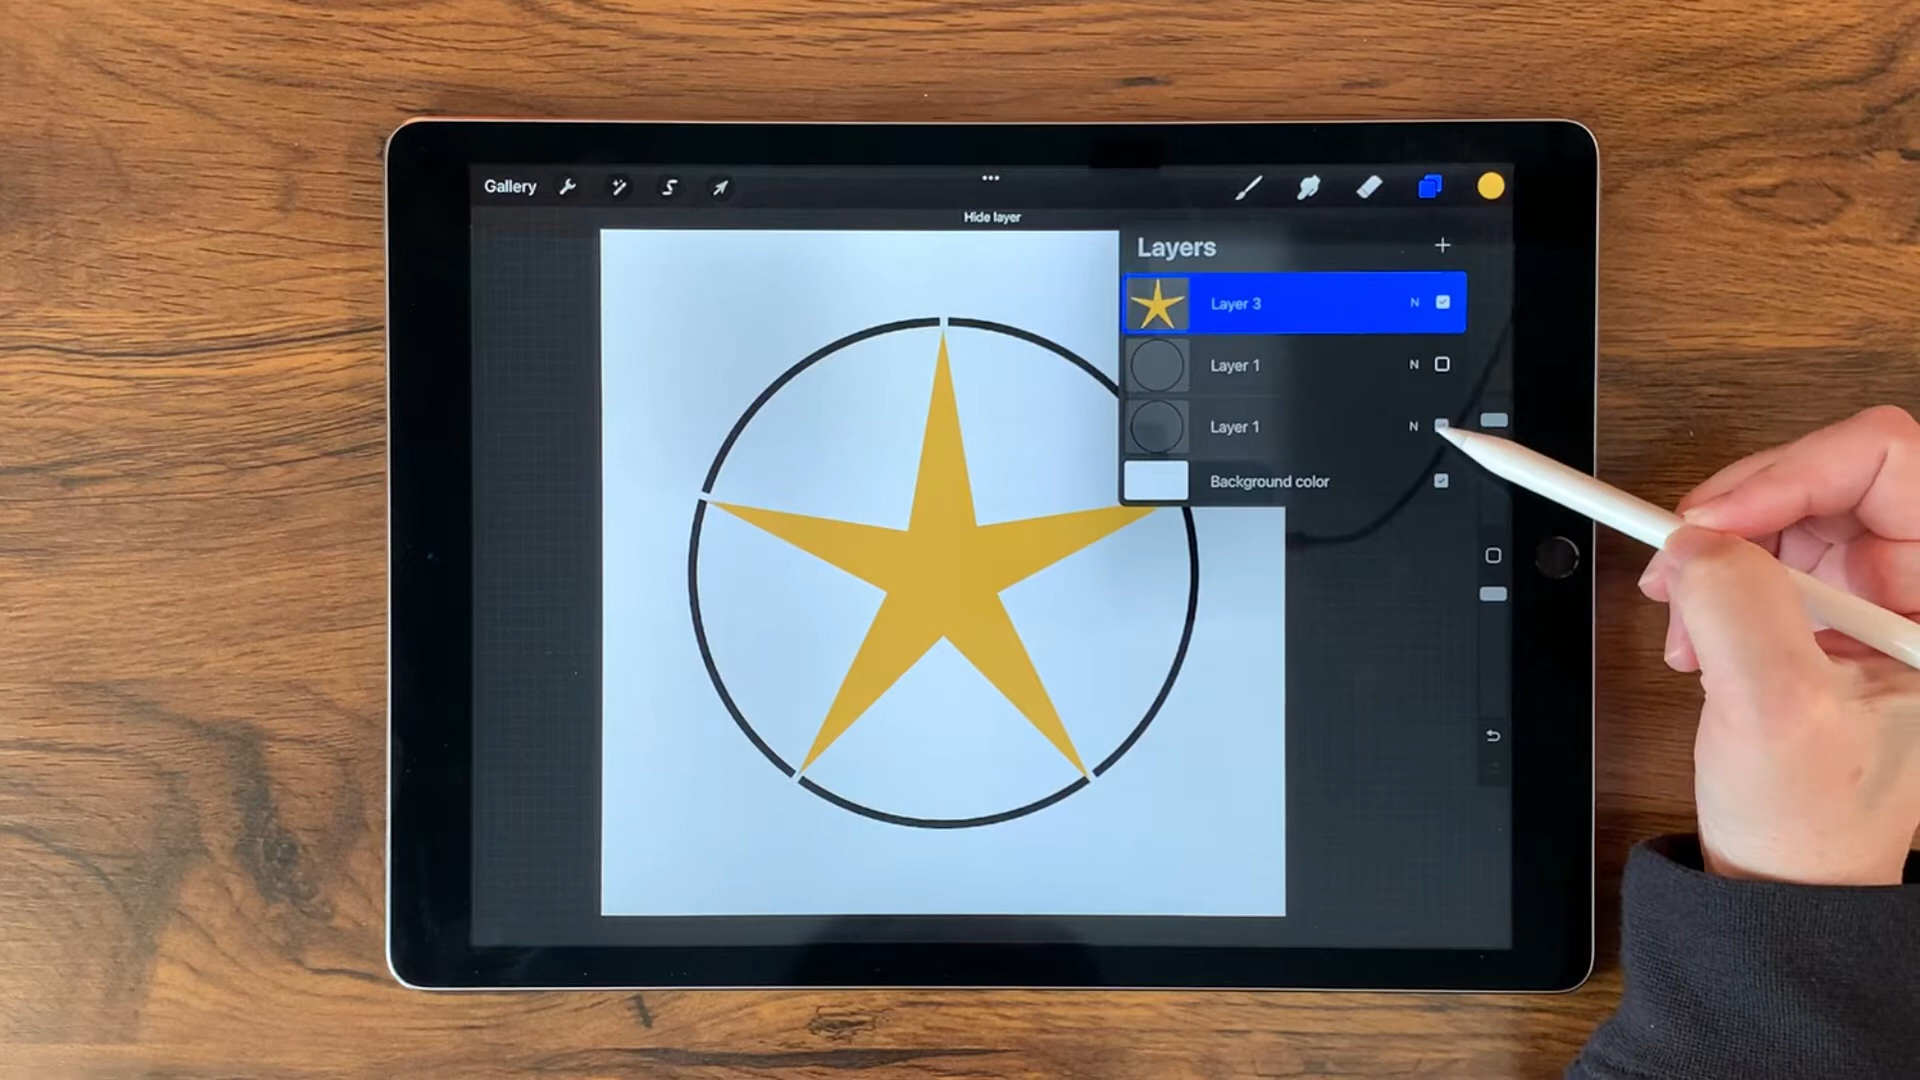 Gallery
Hide layer
Layers
Layer 3 N
Layer 1 N
Layer 1 N
Background color